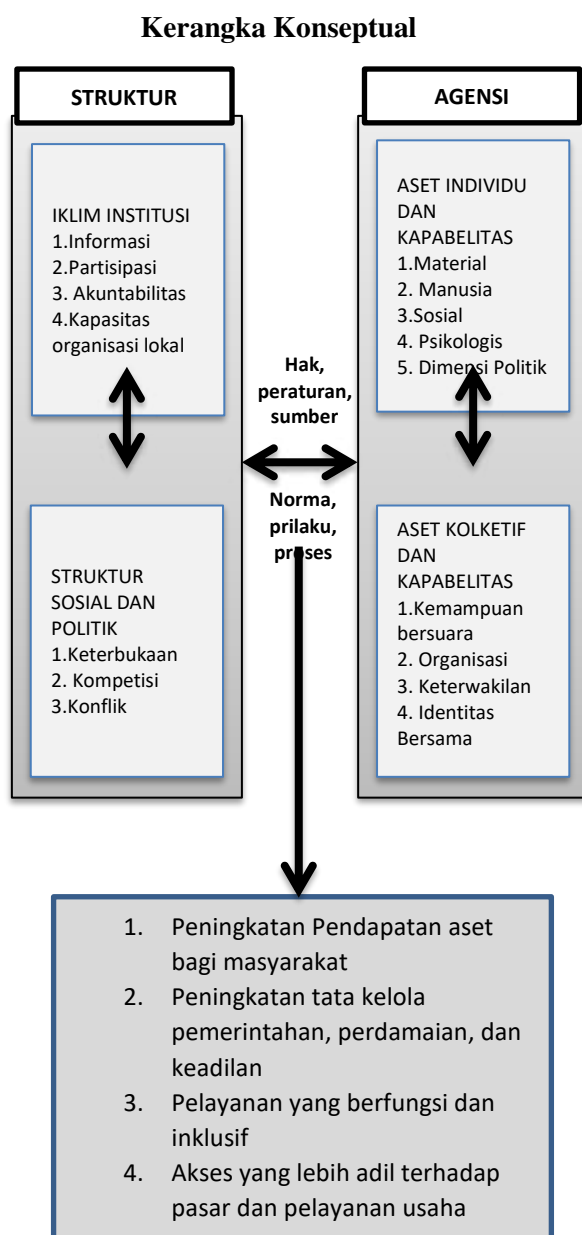 Kerangka Konseptual
STRUKTUR
IKLIM INSTITUSI
1.Informasi
2.Partisipasi
3. Akuntabilitas
4.Kapasitas
organisasi lokal
STRUKTUR
SOSIAL DAN
POLITIK
1.Keterbukaan
2. Kompetisi
3.Konflik
Hak,
peraturan,
sumber
Norma,
prilaku,
proses
AGENSI
ASET INDIVIDU
DAN
KAPABELITAS
1.Material
2. Manusia
3.Sosial
4. Psikologis
5. Dimensi Politik
ASET KOLKETIF
DAN
KAPABELITAS
1.Kemampuan
bersuara
2. Organisasi
3. Keterwakilan
4. Identitas
Bersama
1. Peningkatan Pendapatan aset
bagi masyarakat
2. Peningkatan tata kelola
pemerintahan, perdamaian, dan
keadilan
3. Pelayanan yang berfungsi dan
inklusif
4. Akses yang lebih adil terhadap
pasar dan pelayanan usaha